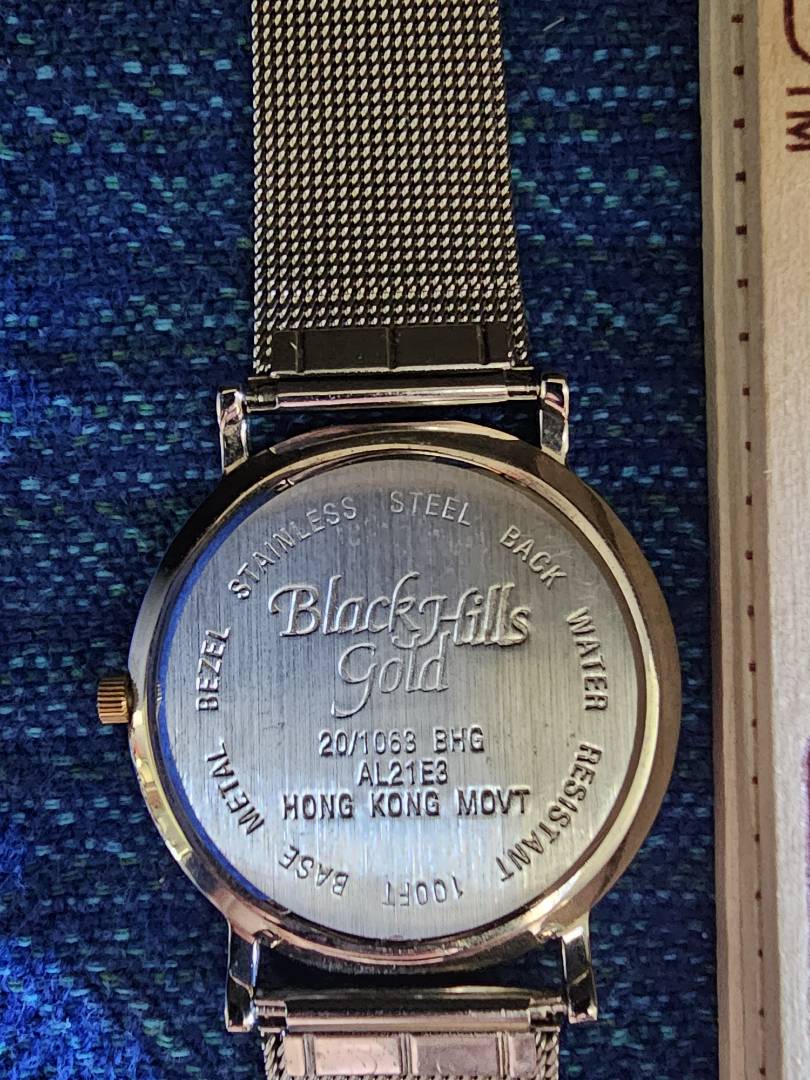 STAINLESS STEEL BACK WATER RESISTANT 100FT BASE METAL BEZEL
Black Hills
Gold
20/1063 BHG
AL21E3
HONG KONG MOVT
TM